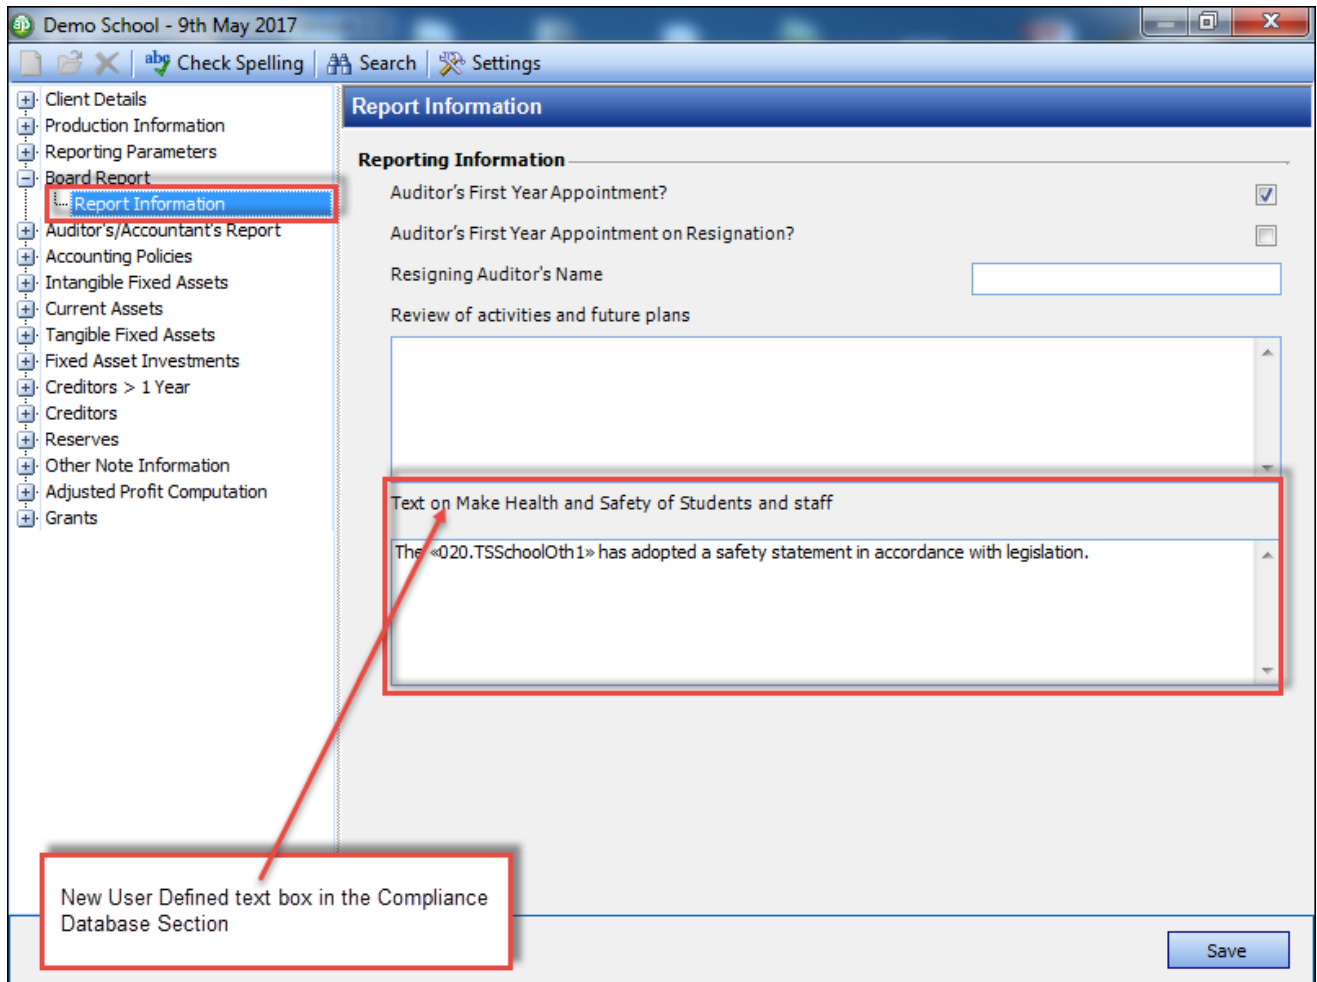 Demo School - 9th May 2017
Check Spelling
Search
Settings
Client Details
Production Information
Reporting Parameters
Board Report
Report Information
Auditor's/Accountant's Report
Accounting Policies
Intangible Fixed Assets
Current Assets
Tangible Fixed Assets
Fixed Asset Investments
Creditors > 1 Year
Creditors
Reserves
Other Note Information
Adjusted Profit Computation
Grants
Report Information
Reporting Information
Auditor's First Year Appointment?
Auditor's First Year Appointment on Resignation?
Resigning Auditor's Name
Review of activities and future plans
Text on Make Health and Safety of Students and staff
The «020.TSSchoolOth1» has adopted a safety statement in accordance with legislation.
New User Defined text box in the Compliance
Database Section
Save